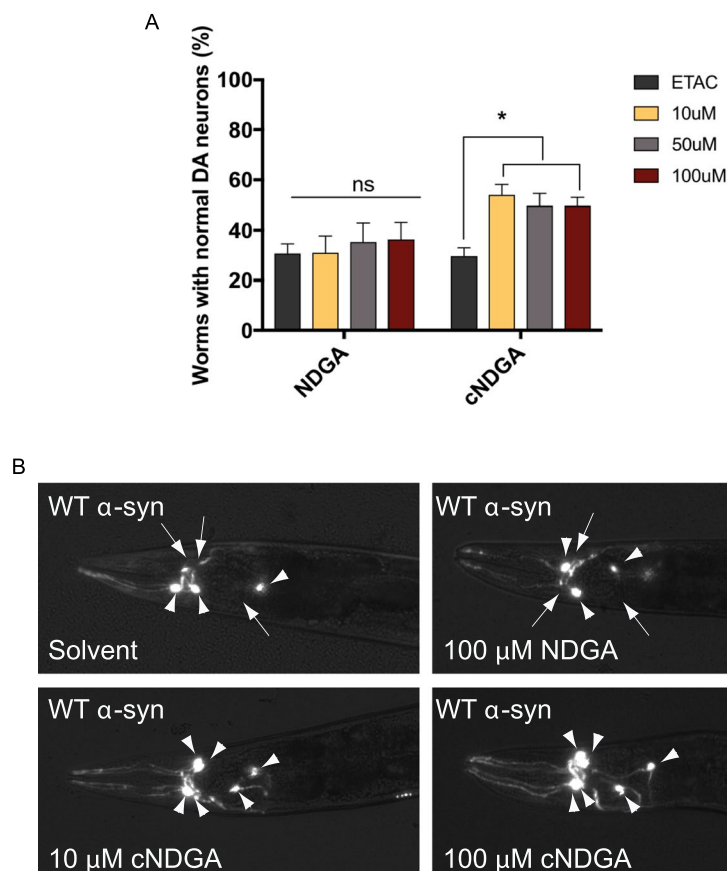 A
Worms with normal DA neurons (%)
100
80
60
40
20
0
ns
*
NDGA
cNDGA
ETAC
10uM
50uM
100uM
B
WT α-syn
Solvent
WT α-syn
100 µM NDGA
WT α-syn
10 µM cNDGA
WT α-syn
100 µM cNDGA